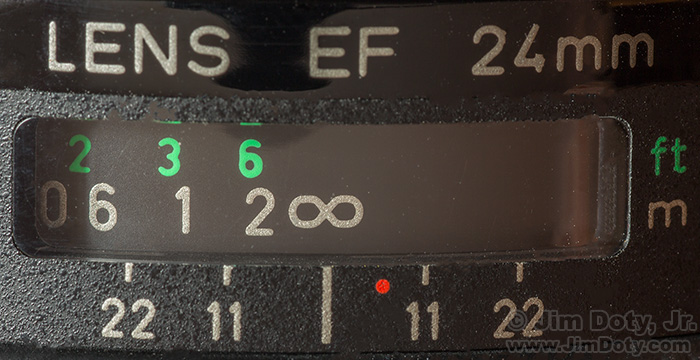 LENS EF 24mm
2 3 6 ft
0 6 1 2 ∞ m
22 11 11 22
© Jim Doty, Jr.
www.JimDoty.com